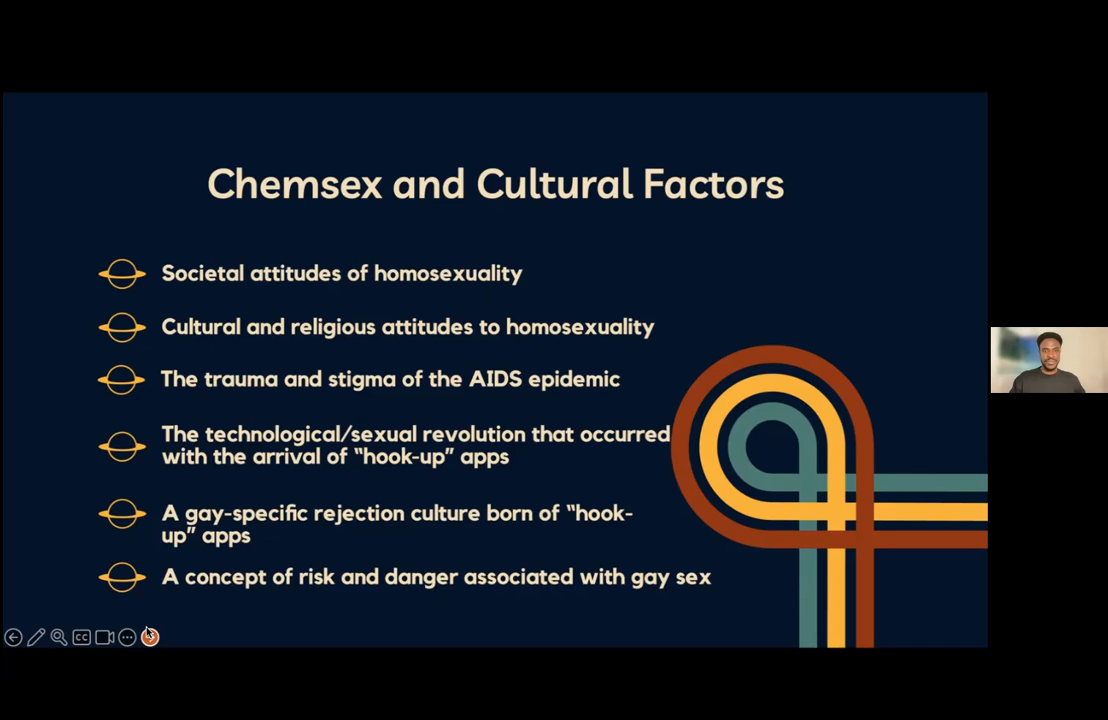 Chemsex and Cultural Factors
Societal attitudes of homosexuality
Cultural and religious attitudes to homosexuality
The trauma and stigma of the AIDS epidemic
The technological/sexual revolution that occurred
with the arrival of “hook-up” apps
A gay-specific rejection culture born of “hook-
up” apps
A concept of risk and danger associated with gay sex
CC